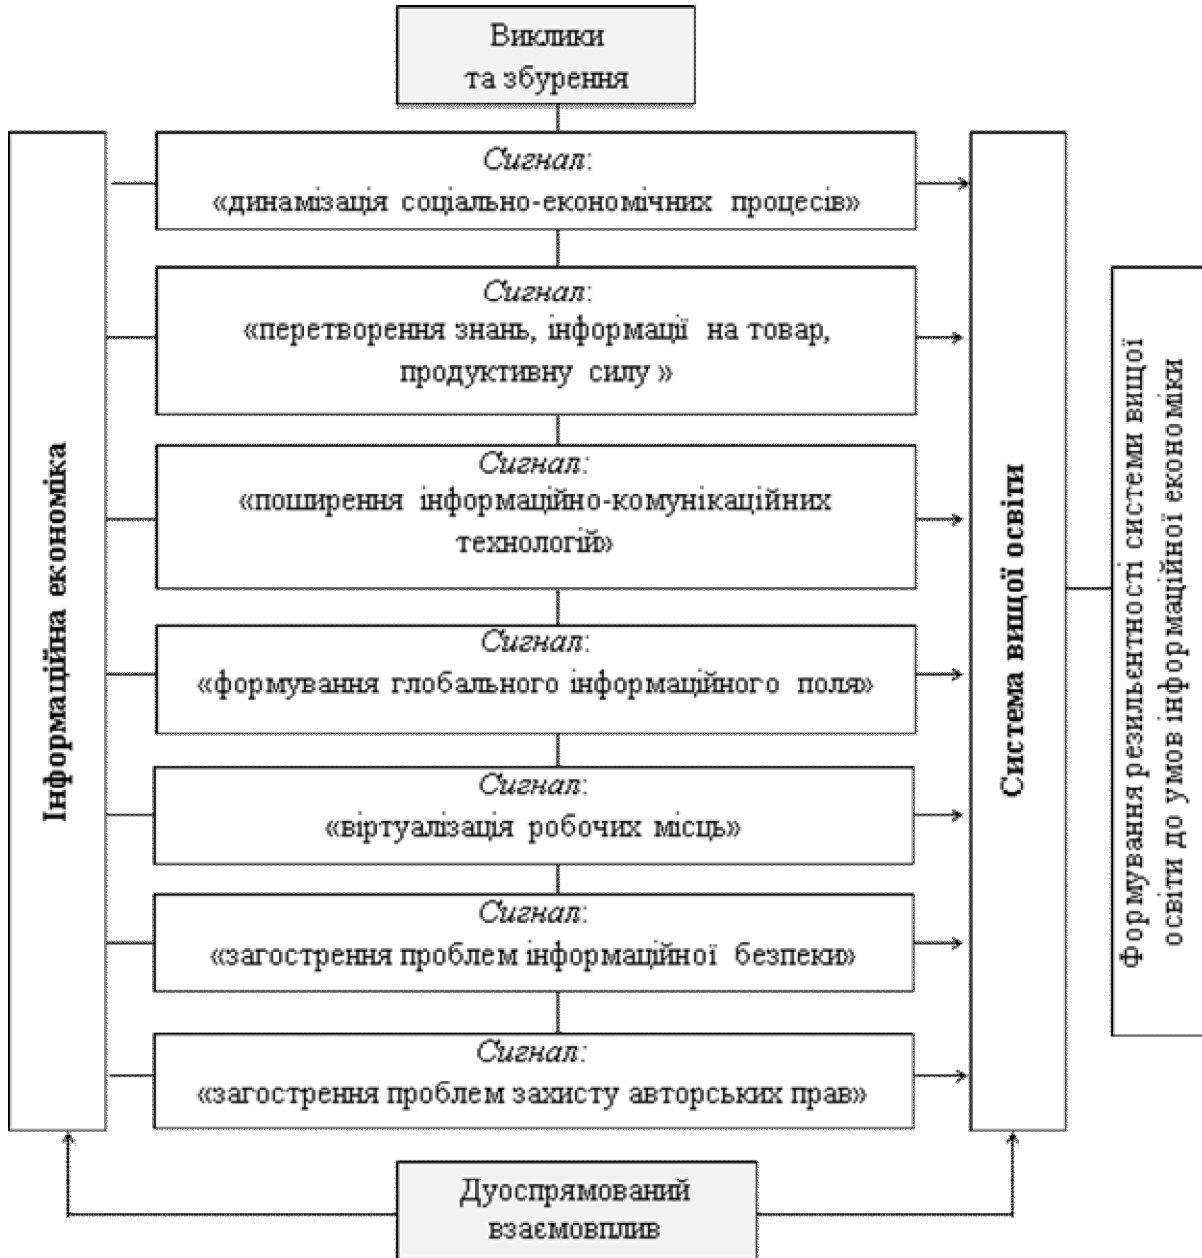 Виклики
та збурення
Інформаційна економіка
Сигнал:
«динамізація соціально-економічних процесів»
Сигнал:
«перетворення знань, інформації на товар,
продуктивну силу »
Сигнал:
«поширення інформаційно-комунікаційних
технологій»
Сигнал:
«формування глобального інформаційного поля»
Сигнал:
«віртуалізація робочих місць»
Сигнал:
«загострення проблем інформаційної безпеки»
Сигнал:
«загострення проблем захисту авторських прав»
Система вищої освіти
Формування резильєнтності системи вищої
освіти до умов інформаційної економіки
Дуоспрямований
взаємовплив